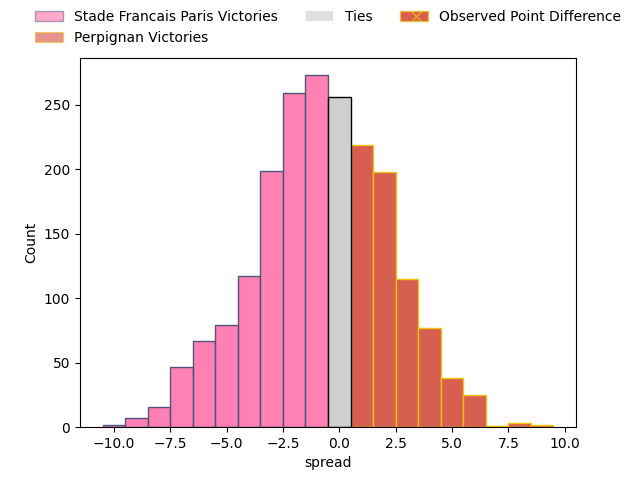 Stade Francais Paris Victories
Perpignan Victories
Ties
Observed Point Difference
Count
250
200
150
100
50
0
−10.0 −7.5 −5.0 −2.5 0.0 2.5 5.0 7.5 10.0
spread